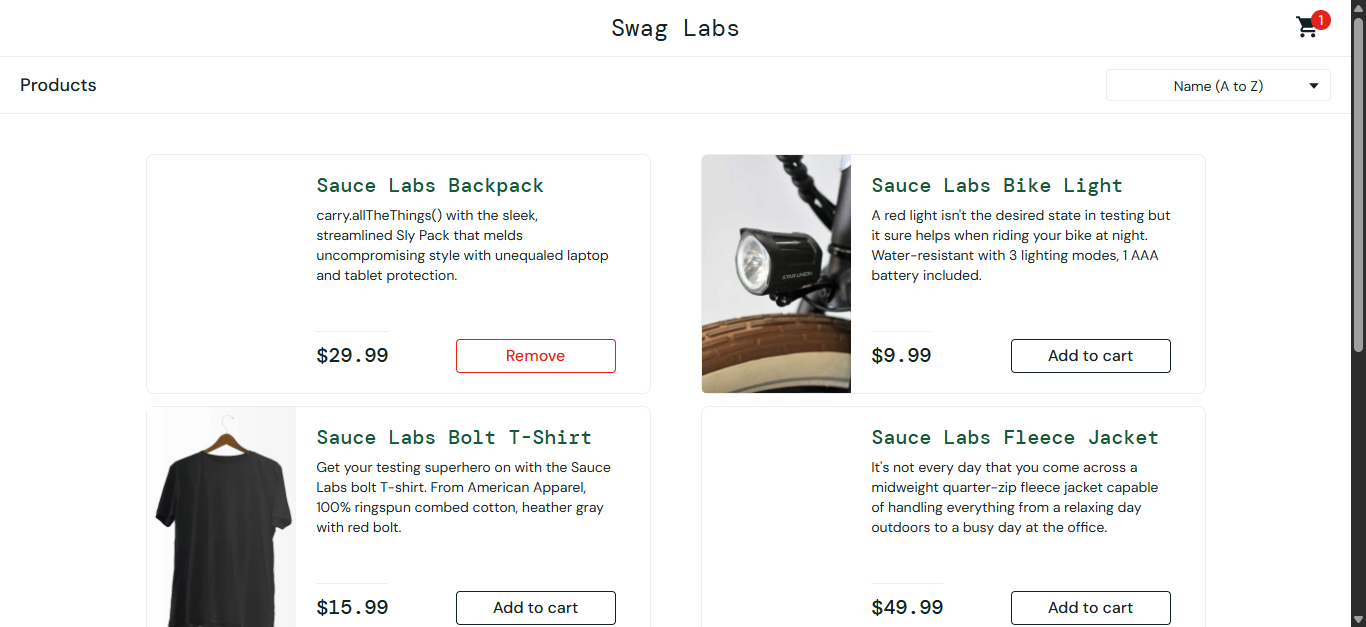 Swag Labs
1
Products
Name (A to Z)
Sauce Labs Backpack
carry.allTheThings() with the sleek,
streamlined Sly Pack that melds
uncompromising style with unequaled laptop
and tablet protection.
$29.99
Remove
STAR UNION
Sauce Labs Bike Light
A red light isn't the desired state in testing but
it sure helps when riding your bike at night.
Water-resistant with 3 lighting modes, 1 AAA
battery included.
$9.99
Add to cart
Sauce Labs Bolt T-Shirt
Get your testing superhero on with the Sauce
Labs bolt T-shirt. From American Apparel,
100% ringspun combed cotton, heather gray
with red bolt.
$15.99
Add to cart
Sauce Labs Fleece Jacket
It's not every day that you come across a
midweight quarter-zip fleece jacket capable
of handling everything from a relaxing day
outdoors to a busy day at the office.
$49.99
Add to cart